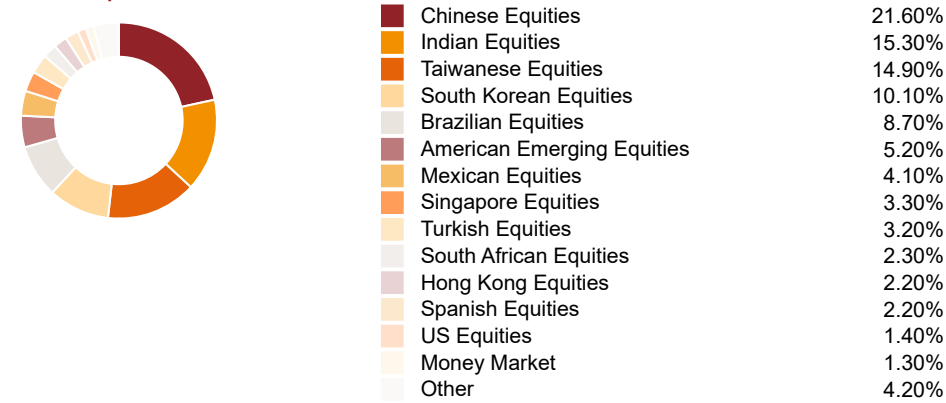 Chinese Equities 21.60%
Indian Equities 15.30%
Taiwanese Equities 14.90%
South Korean Equities 10.10%
Brazilian Equities 8.70%
American Emerging Equities 5.20%
Mexican Equities 4.10%
Singapore Equities 3.30%
Turkish Equities 3.20%
South African Equities 2.30%
Hong Kong Equities 2.20%
Spanish Equities 2.20%
US Equities 1.40%
Money Market 1.30%
Other 4.20%